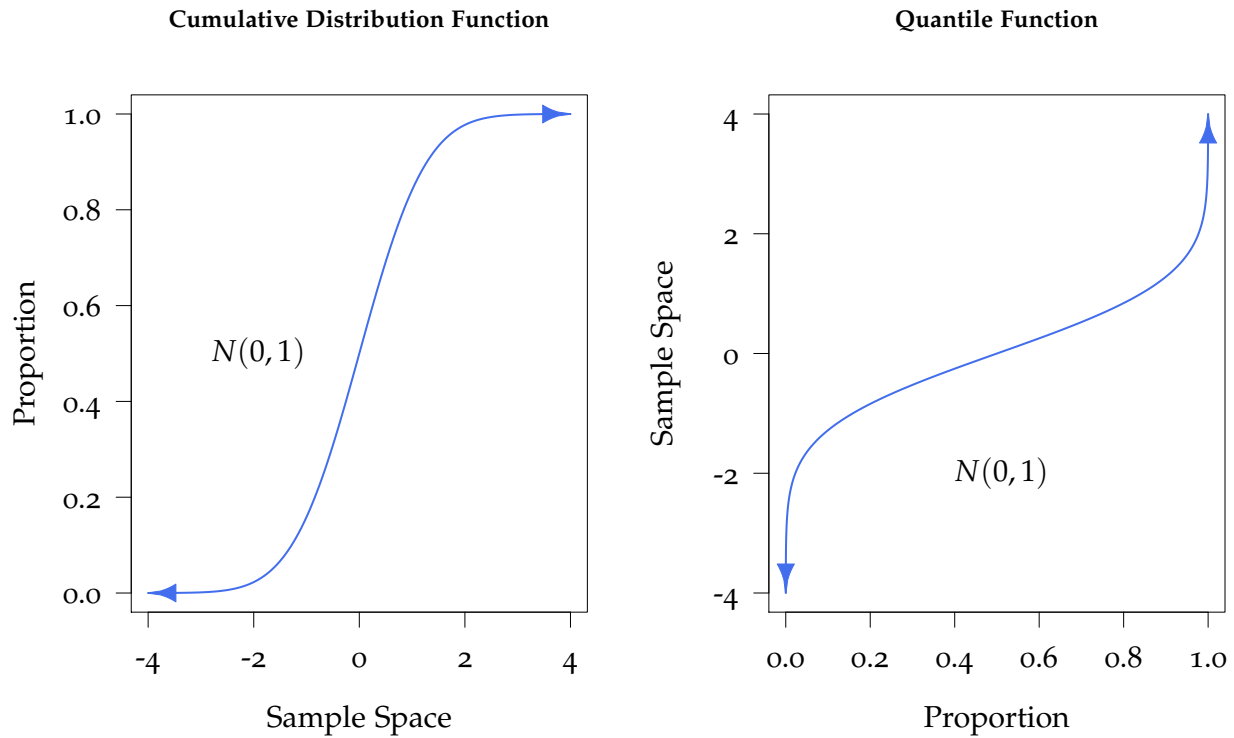 Cumulative Distribution Function
1.0
0.8
0.6
0.4
0.2
0.0
Proportion
N(0, 1)
-4 -2 0 2 4
Sample Space
Quantile Function
4
2
0
-2
-4
Sample Space
N(0, 1)
0.0 0.2 0.4 0.6 0.8 1.0
Proportion